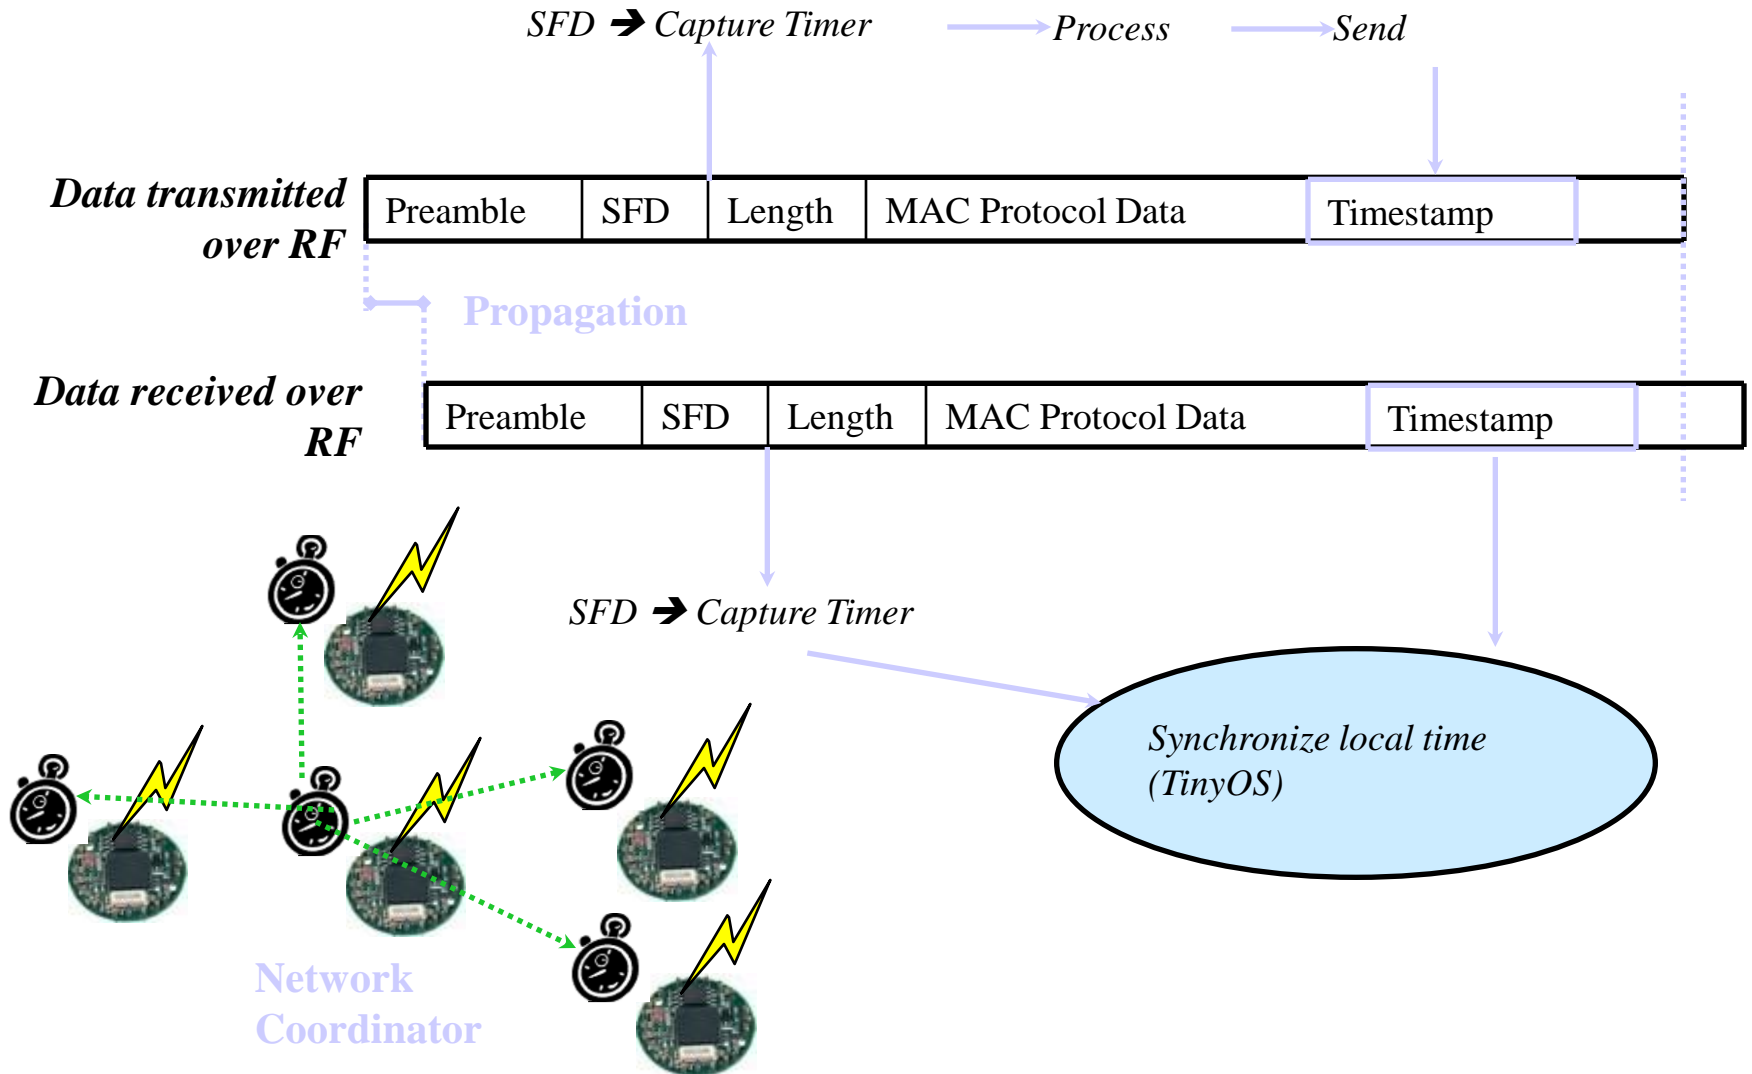 SFD ➔ Capture Timer Process Send
Data transmitted
over RF
Preamble SFD Length MAC Protocol Data Timestamp
Propagation
Data received over
RF
Preamble SFD Length MAC Protocol Data Timestamp
SFD ➔ Capture Timer
Synchronize local time
(TinyOS)
Network
Coordinator